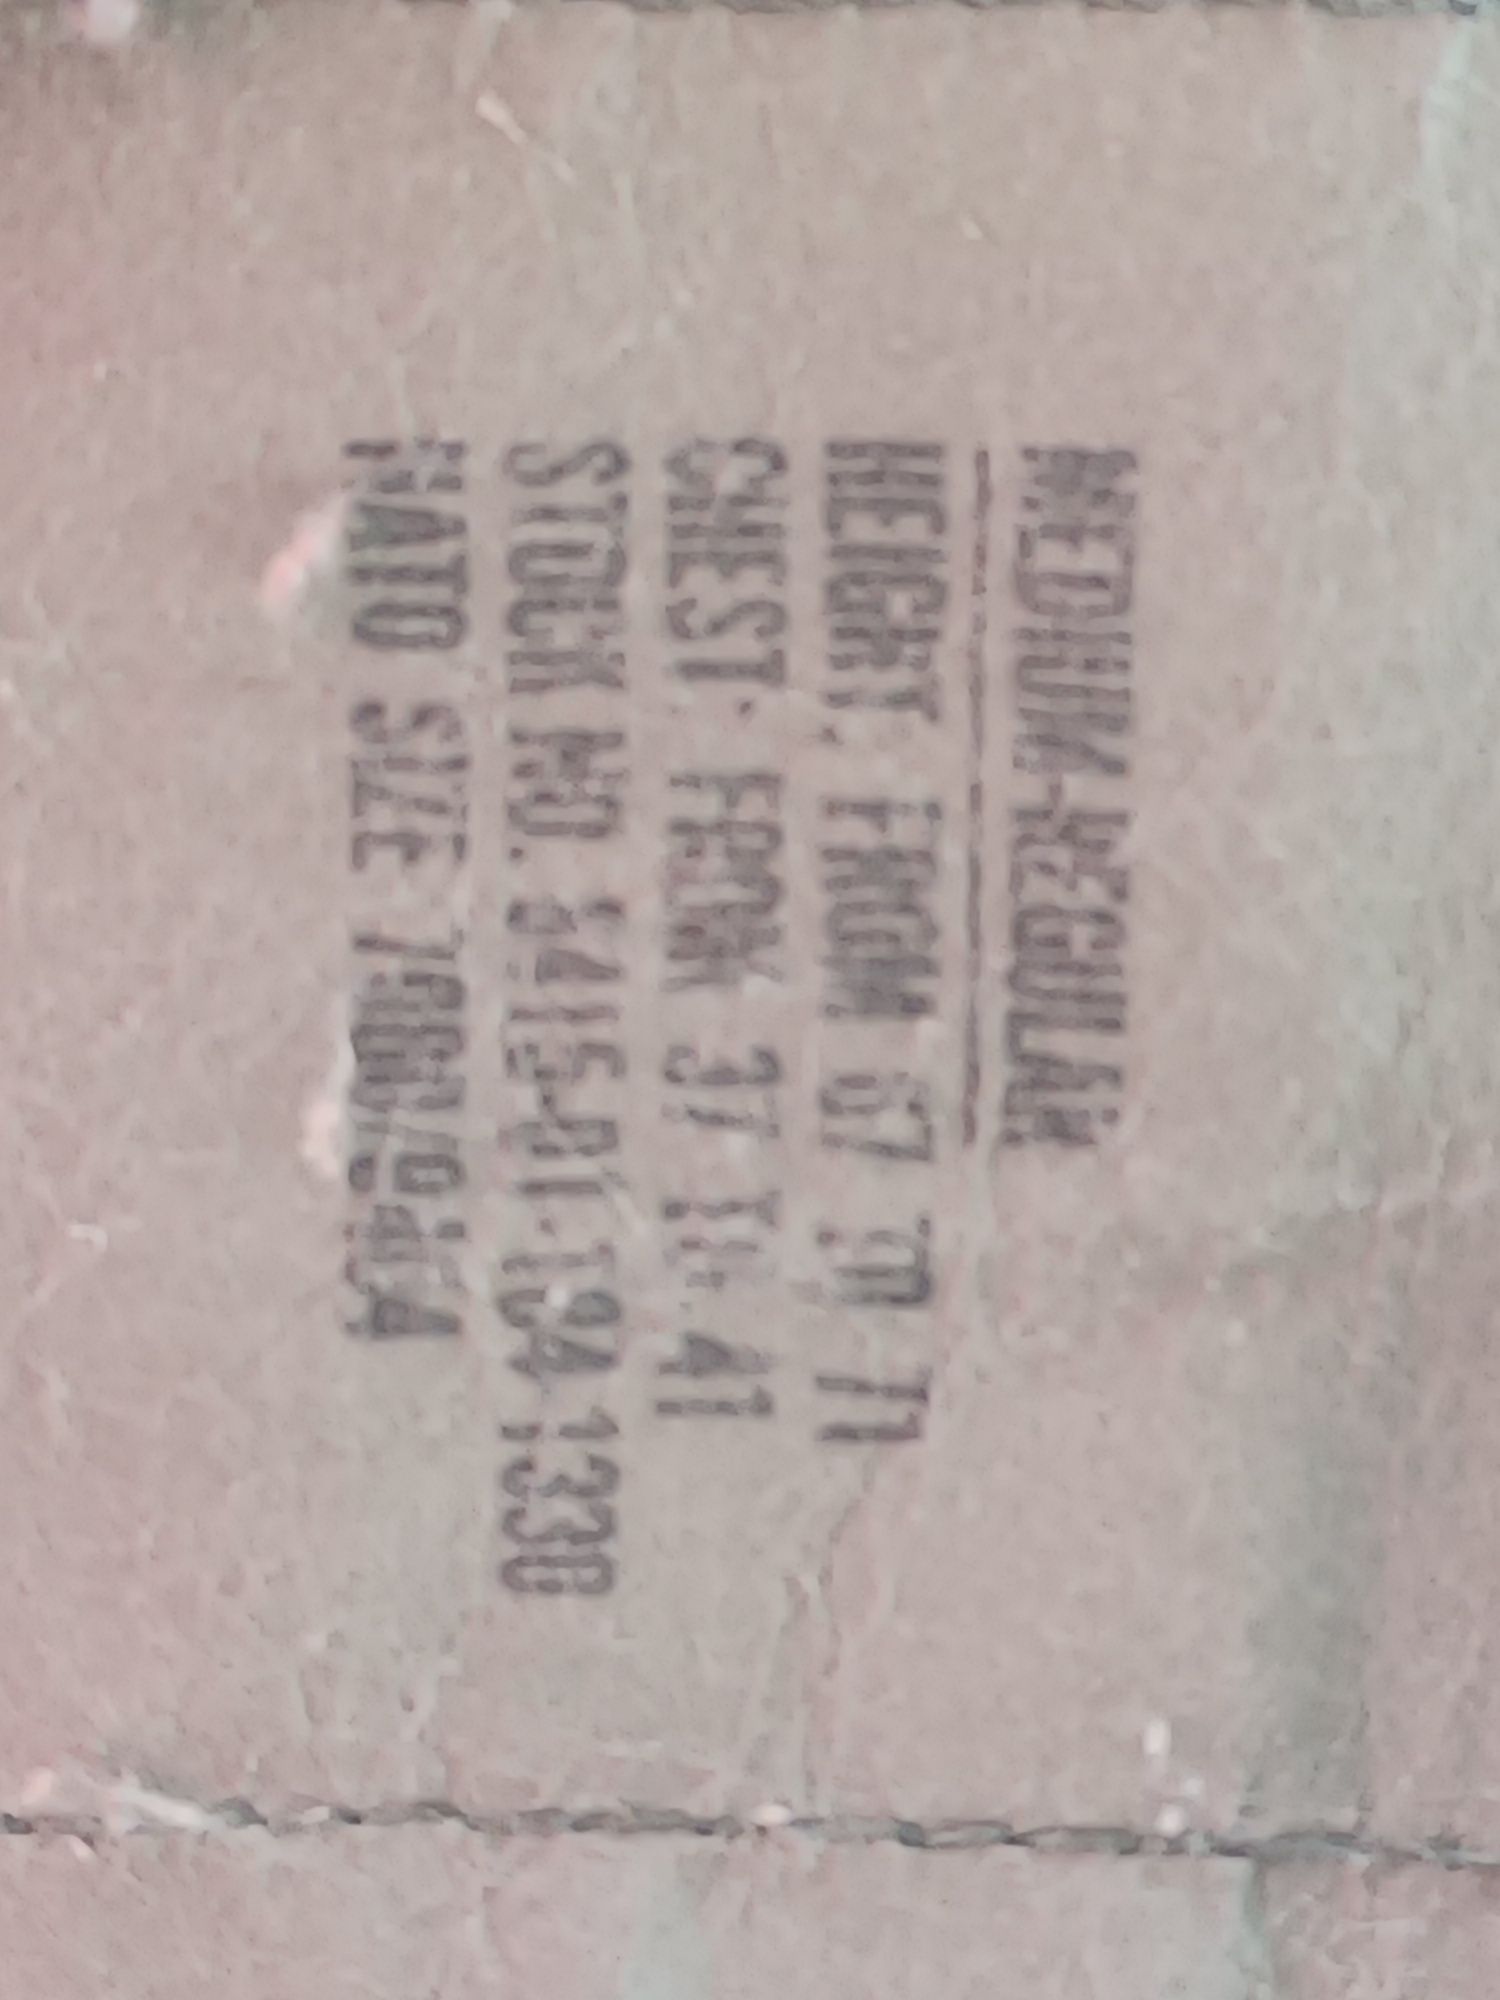 MEDIUM-REGULAR
HEIGHT: FROM 67 TO 71
CHEST: FROM 37 TO 41
STOCK NO. 8415-01-184-1330
NATO SIZE 7080/9404